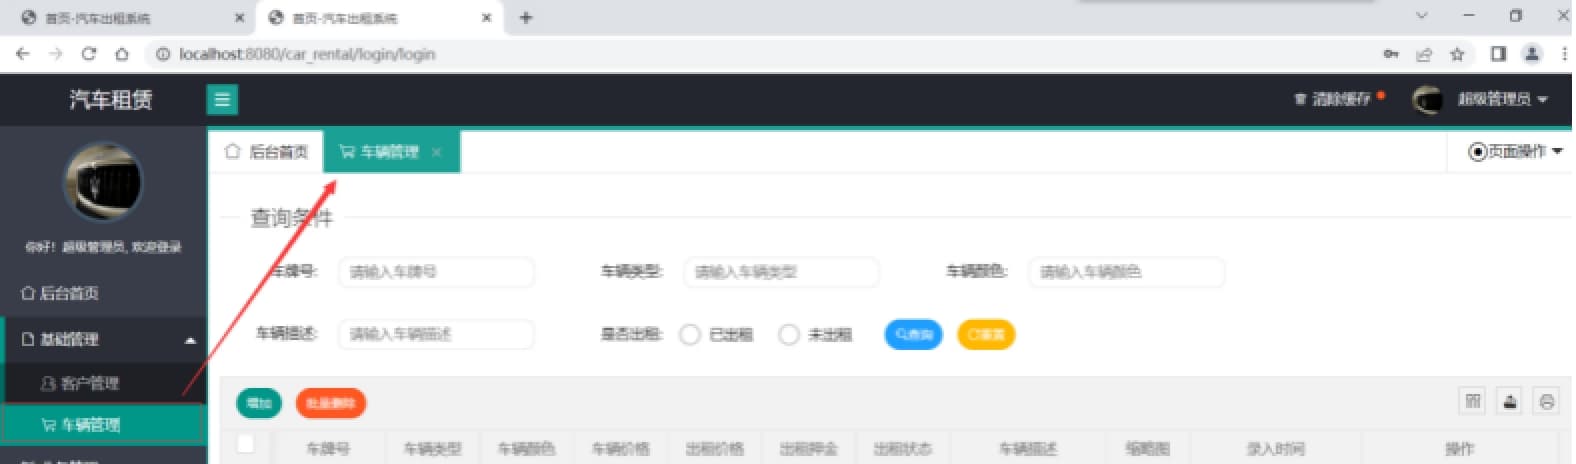 首页-汽车出租系统
首页-汽车出租系统
localhost:8080/car_rental/login/login
汽车租赁
清除缓存
超级管理员
后台首页
车辆管理
页面操作
你好！超级管理员, 欢迎登录
查询条件
车牌号:
请输入车牌号
车辆类型:
请输入车辆类型
车辆颜色:
请输入车辆颜色
后台首页
车辆描述:
请输入车辆描述
是否出租:
已出租
未出租
查询
重置
基础管理
客户管理
车辆管理
增加
批量删除
车牌号 车辆类型 车辆颜色 车辆价格 出租价格 出租押金 出租状态 车辆描述 缩略图 录入时间 操作